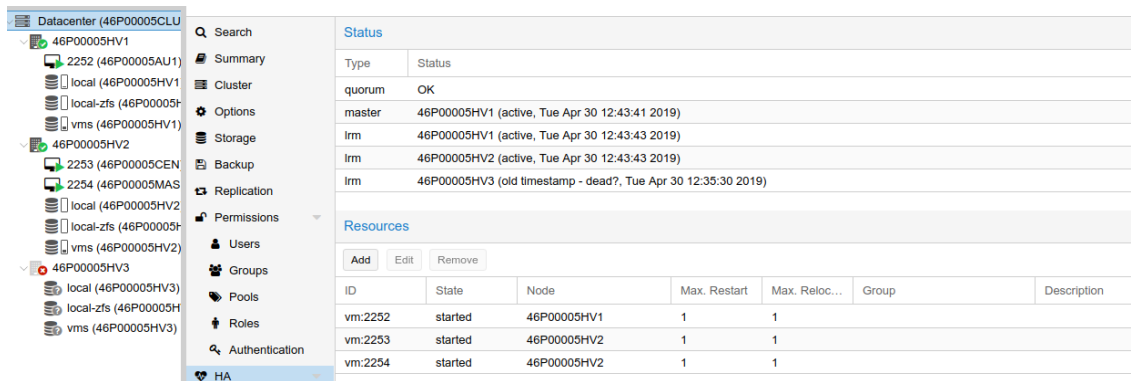 Datacenter (46P00005CLU
46P00005HV1
2252 (46P00005AU1)
local (46P00005HV1
local-zfs (46P00005H
vms (46P00005HV1)
46P00005HV2
2253 (46P00005CEN
2254 (46P00005MAS
local (46P00005HV2
local-zfs (46P00005H
vms (46P00005HV2)
46P00005HV3
local (46P00005HV3)
local-zfs (46P00005H
vms (46P00005HV3)
Search
Summary
Cluster
Options
Storage
Backup
Replication
Permissions
Users
Groups
Pools
Roles
Authentication
HA
Status
Type Status
quorum OK
master 46P00005HV1 (active, Tue Apr 30 12:43:41 2019)
lrm 46P00005HV1 (active, Tue Apr 30 12:43:43 2019)
lrm 46P00005HV2 (active, Tue Apr 30 12:43:43 2019)
lrm 46P00005HV3 (old timestamp - dead?, Tue Apr 30 12:35:30 2019)
Resources
Add Edit Remove
ID State Node Max. Restart Max. Reloc... Group Description
vm:2252 started 46P00005HV1 1 1
vm:2253 started 46P00005HV2 1 1
vm:2254 started 46P00005HV2 1 1